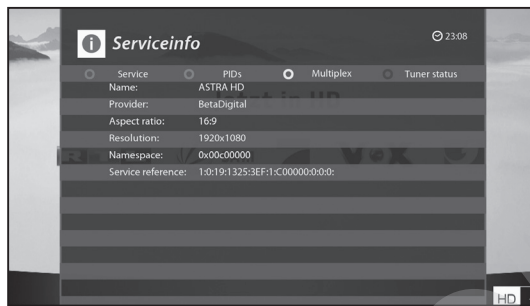 Serviceinfo
23:08
Service PIDs Multiplex Tuner status
Name: ASTRA HD
Provider: BetaDigital
Aspect ratio: 16:9
Resolution: 1920x1080
Namespace: 0x00c00000
Service reference: 1:0:19:1325:3EF:1:C00000:0:0:0:
HD